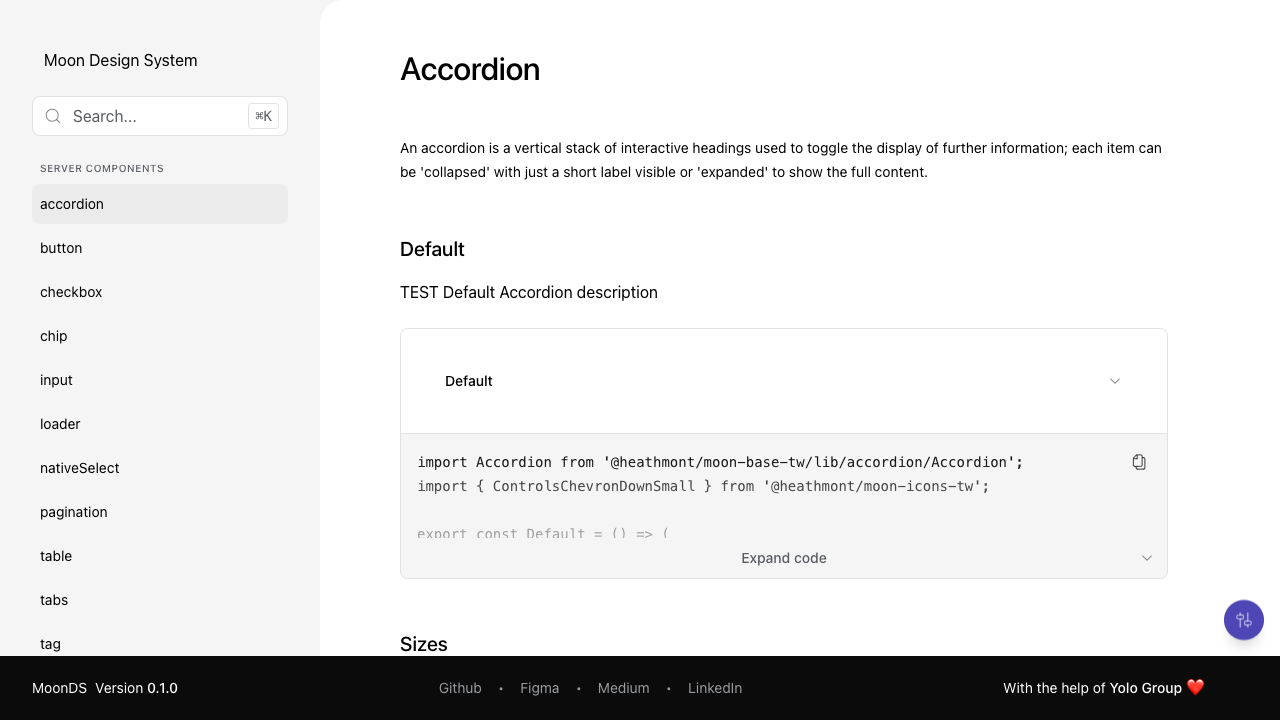 Moon Design System
Search...
⌘K
SERVER COMPONENTS
accordion
button
checkbox
chip
input
loader
nativeSelect
pagination
table
tabs
tag
Accordion
An accordion is a vertical stack of interactive headings used to toggle the display of further information; each item can
be 'collapsed' with just a short label visible or 'expanded' to show the full content.
Default
TEST Default Accordion description
Default
import Accordion from '@heathmont/moon-base-tw/lib/accordion/Accordion';
import { ControlsChevronDownSmall } from '@heathmont/moon-icons-tw';
export const Default = () => (
Expand code
Sizes
MoonDS Version 0.1.0
Github • Figma • Medium • LinkedIn
With the help of Yolo Group ❤️